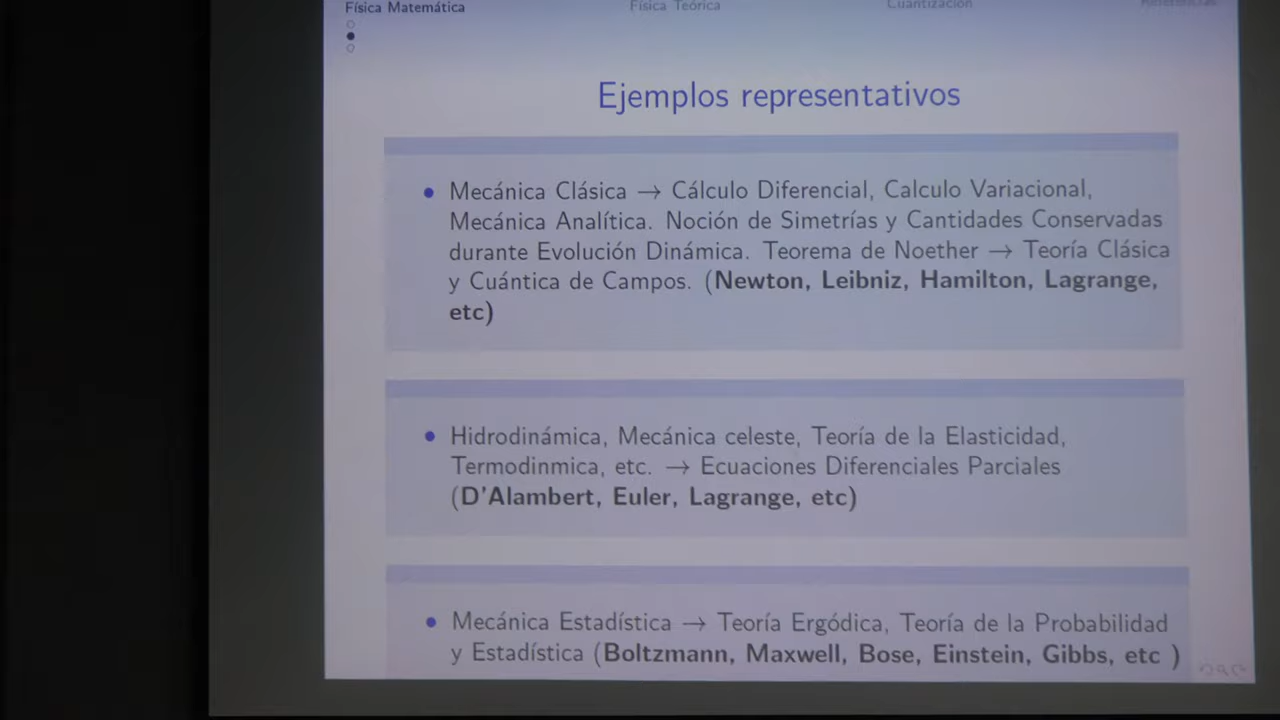 Física Matemática Física Teórica Cuantización Referencias
Ejemplos representativos
• Mecánica Clásica → Cálculo Diferencial, Calculo Variacional,
Mecánica Analítica. Noción de Simetrías y Cantidades Conservadas
durante Evolución Dinámica. Teorema de Noether → Teoría Clásica
y Cuántica de Campos. (Newton, Leibniz, Hamilton, Lagrange,
etc)
• Hidrodinámica, Mecánica celeste, Teoría de la Elasticidad,
Termodinmica, etc. → Ecuaciones Diferenciales Parciales
(D'Alambert, Euler, Lagrange, etc)
• Mecánica Estadística → Teoría Ergódica, Teoría de la Probabilidad
y Estadística (Boltzmann, Maxwell, Bose, Einstein, Gibbs, etc )